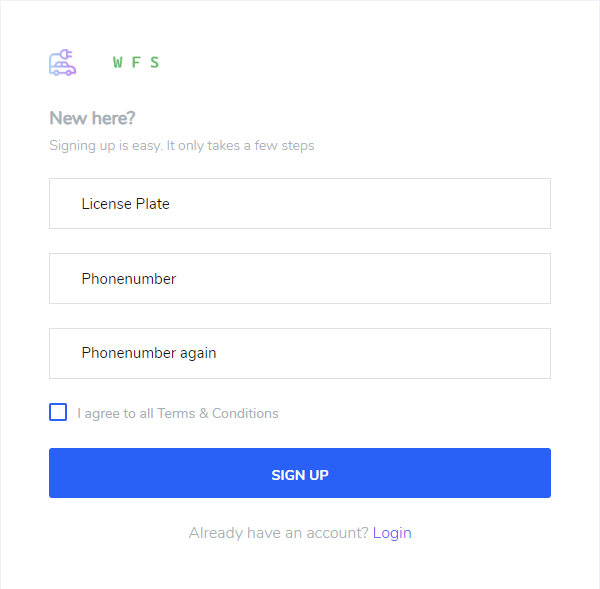 W F S
New here?
Signing up is easy. It only takes a few steps
License Plate
Phonenumber
Phonenumber again
I agree to all Terms & Conditions
SIGN UP
Already have an account? Login